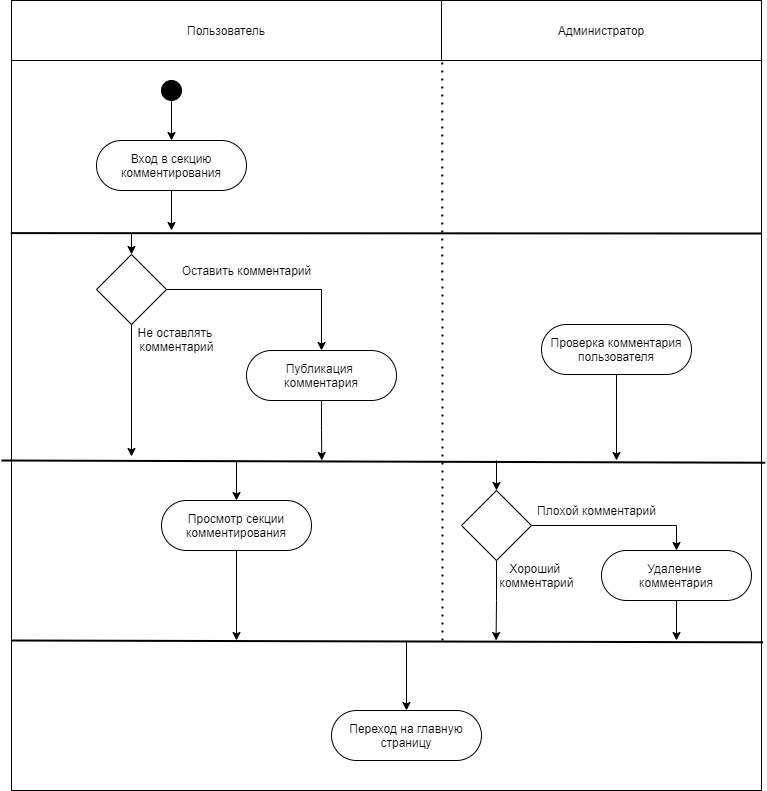 Пользователь
Администратор
Вход в секцию
комментирования
Оставить комментарий
Не оставлять
комментарий
Публикация
комментария
Проверка комментария
пользователя
Просмотр секции
комментирования
Плохой комментарий
Хороший
комментарий
Удаление
комментария
Переход на главную
страницу